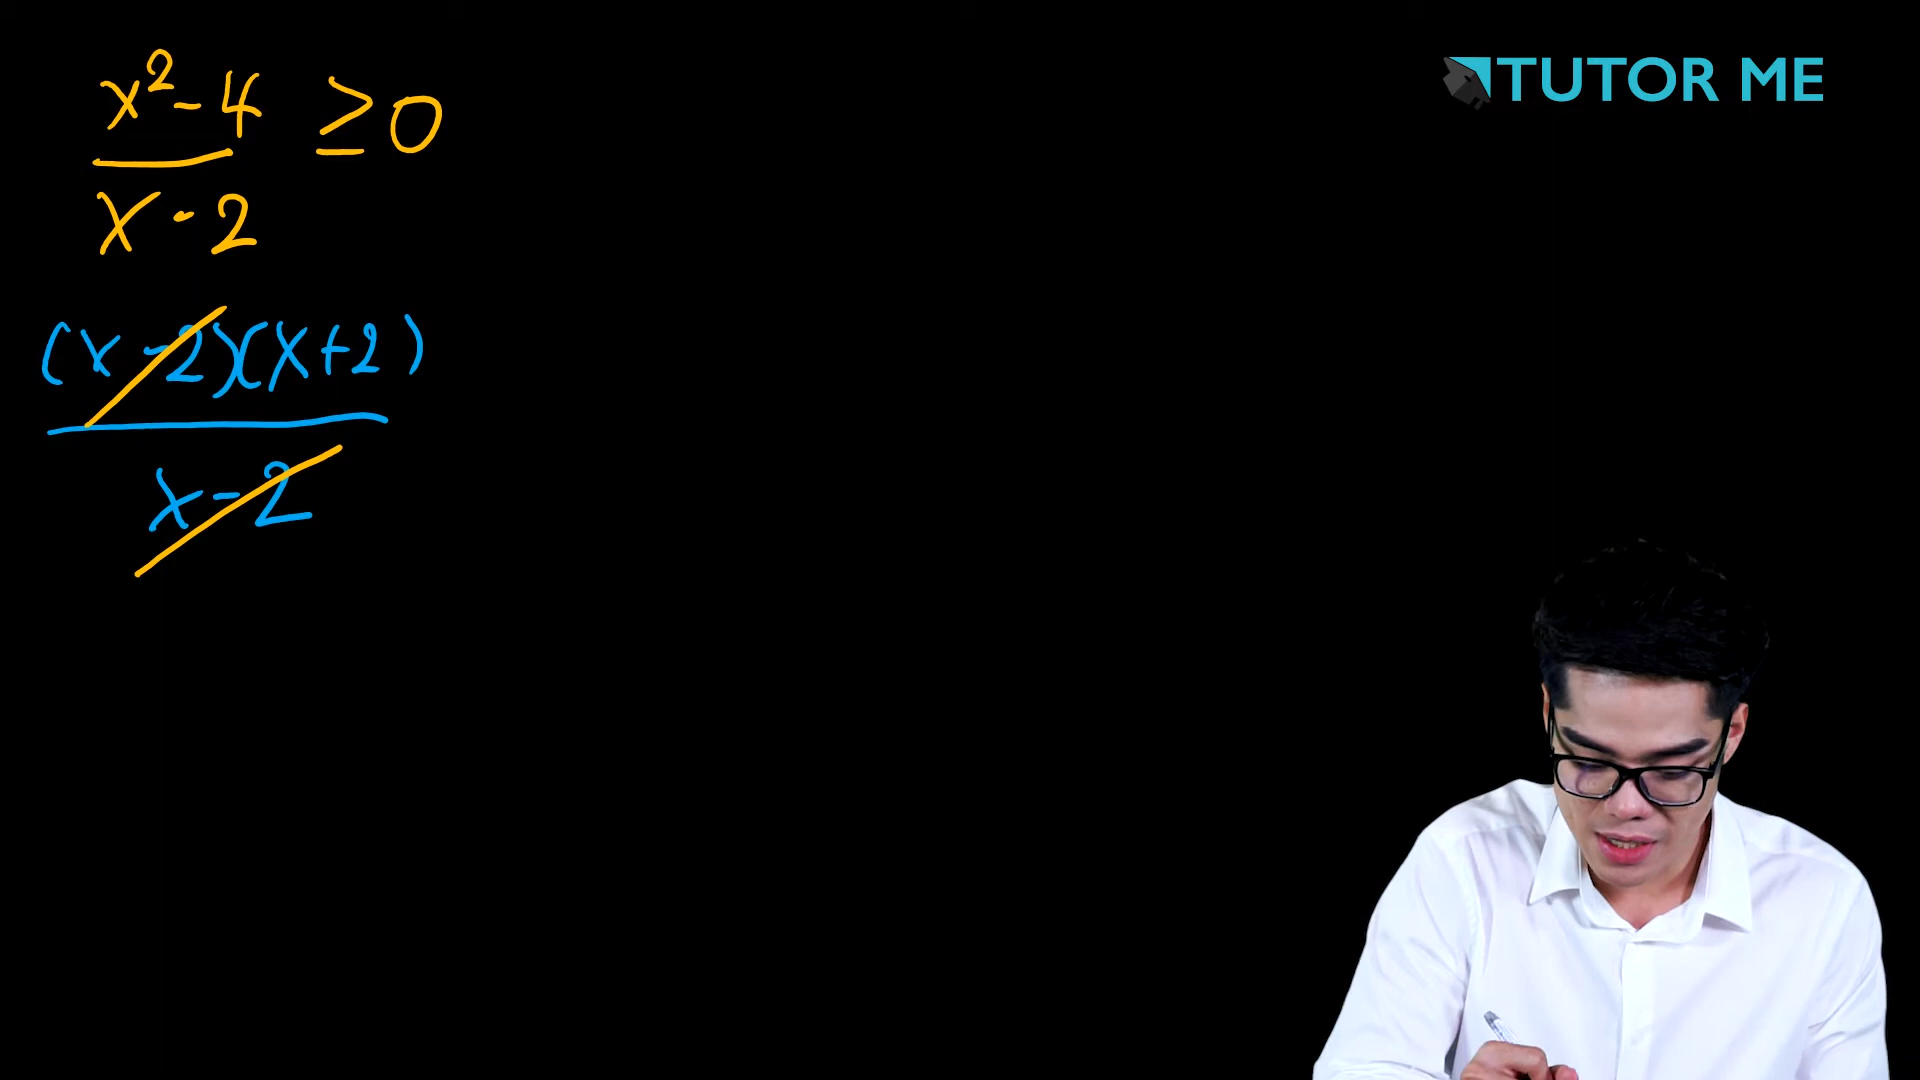 x² - 4 ≥ 0
x - 2
(x - 2)(x + 2)
x - 2
TUTOR ME